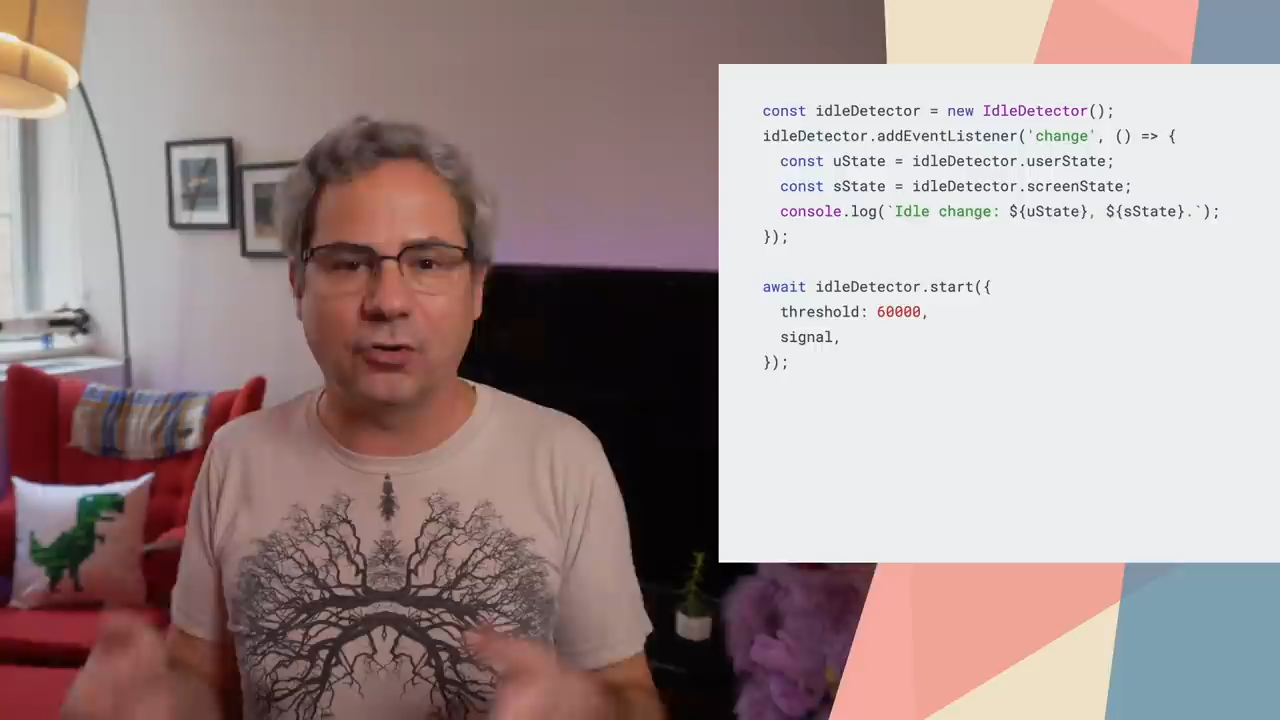 const idleDetector = new IdleDetector();
idleDetector.addEventListener('change', () => {
  const uState = idleDetector.userState;
  const sState = idleDetector.screenState;
  console.log(`Idle change: ${uState}, ${sState}.`);
});

await idleDetector.start({
  threshold: 60000,
  signal,
});